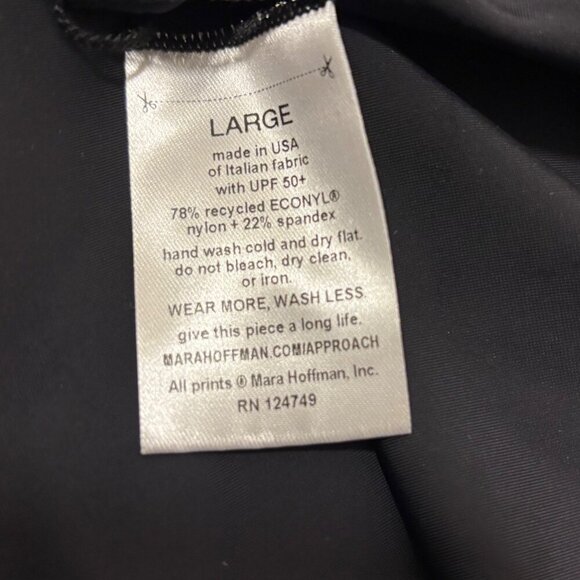 LARGE
made in USA
of Italian fabric
with UPF 50+
78% recycled ECONYL®
nylon + 22% spandex
hand wash cold and dry flat.
do not bleach, dry clean,
or iron.
WEAR MORE, WASH LESS.
give this piece a long life.
MARAHOFFMAN.COM/APPROACH
All prints ® Mara Hoffman, Inc.
RN 124749